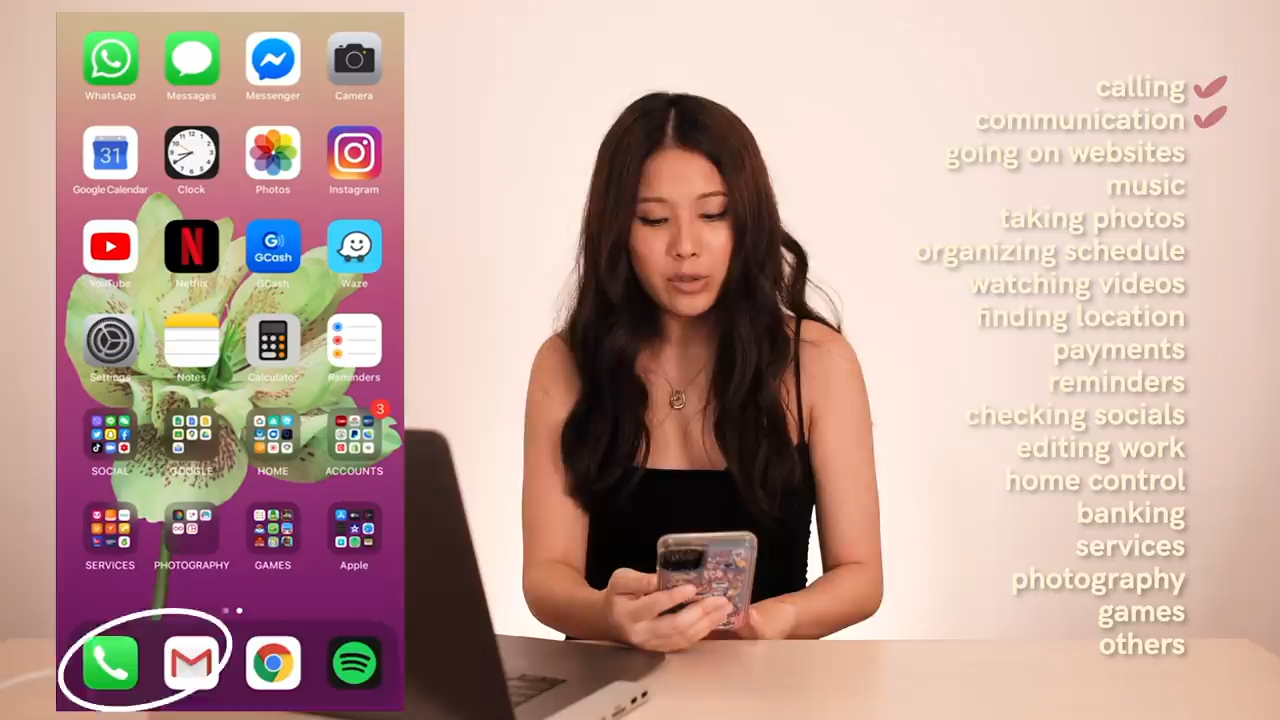 WhatsApp
Messages
Messenger
Camera
31
12
Google Calendar
Clock
Photos
Instagram
N
G
GCash
YouTube
Netflix
GCash
Waze
Settings
Notes
Calculator
Reminders
3
SOCIAL
GOOGLE
HOME
ACCOUNTS
SERVICES
PHOTOGRAPHY
GAMES
Apple
calling
communication
going on websites
music
taking photos
organizing schedule
watching videos
finding location
payments
reminders
checking socials
editing work
home control
banking
services
photography
games
others